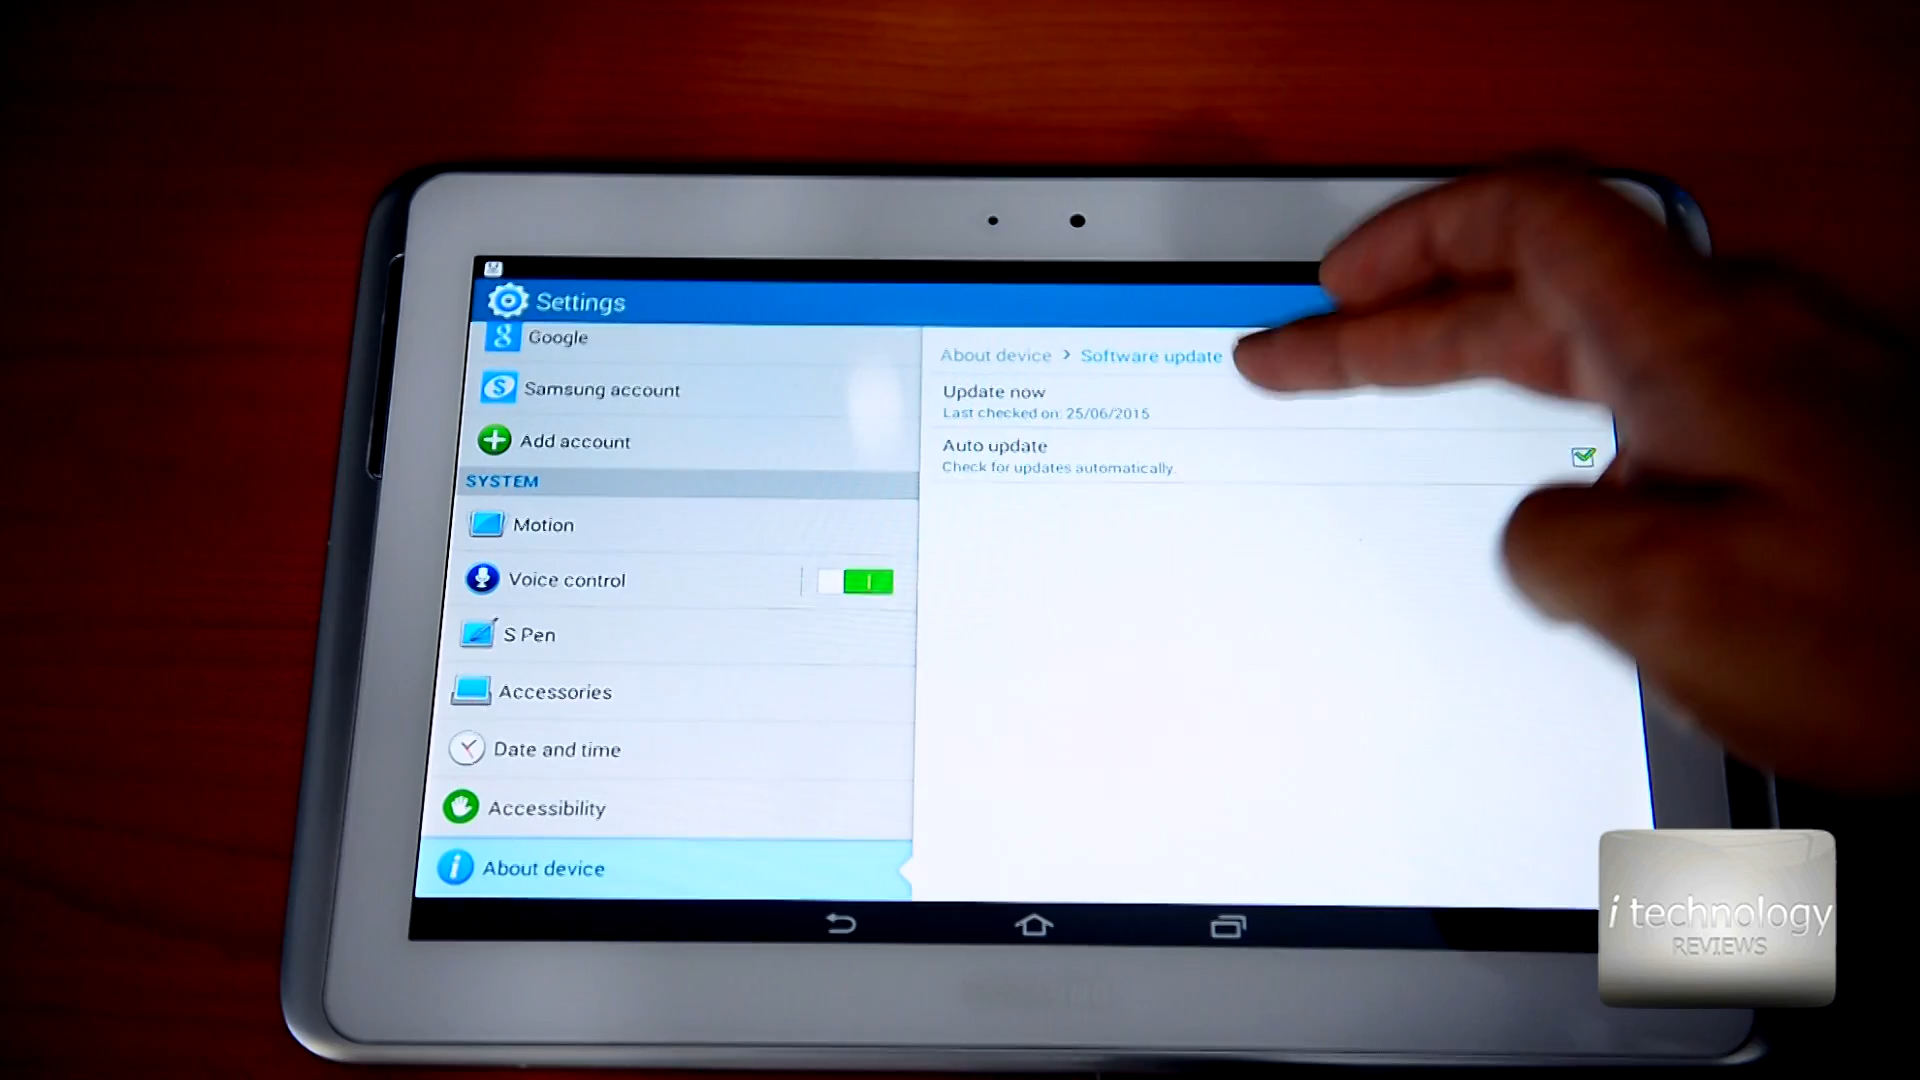 Settings
Google
Samsung account
Add account
SYSTEM
Motion
Voice control
S Pen
Accessories
Date and time
Accessibility
About device
About device > Software update
Update now
Last checked on: 25/06/2015
Auto update
Check for updates automatically.
i technology
REVIEWS